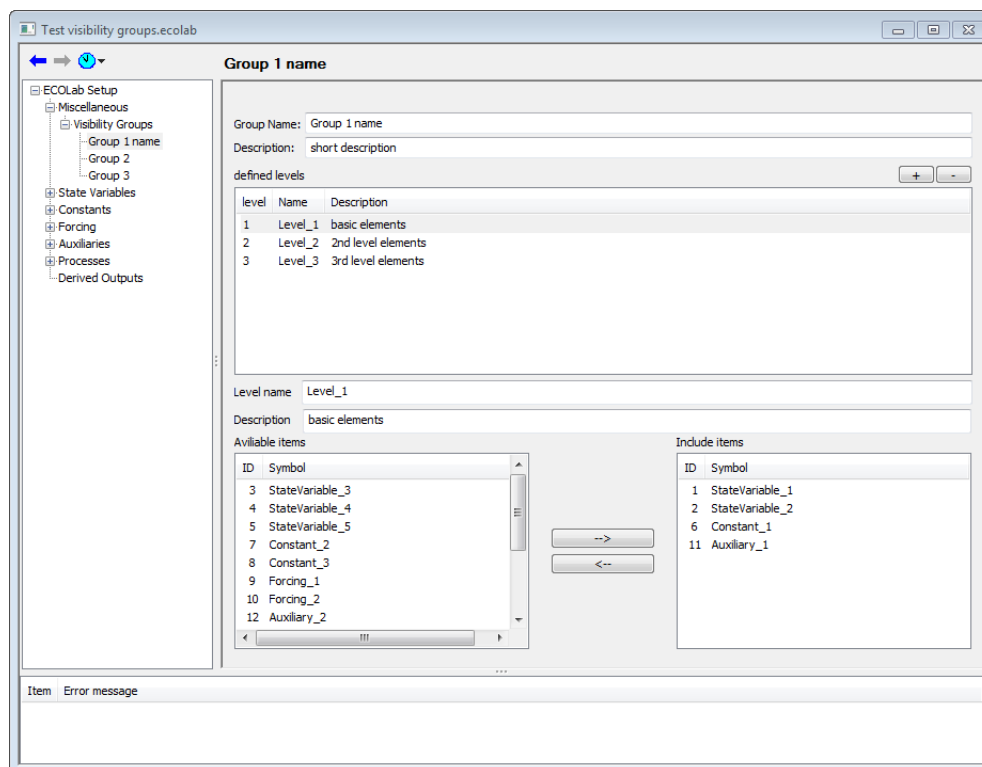 Test visibility groups.ecolab
Group 1 name
ECOLab Setup
Miscellaneous
Visibility Groups
Group 1 name
Group 2
Group 3
State Variables
Constants
Forcing
Auxiliaries
Processes
Derived Outputs
Group Name: Group 1 name
Description: short description
defined levels + -
level Name Description
1 Level_1 basic elements
2 Level_2 2nd level elements
3 Level_3 3rd level elements
Level name Level_1
Description basic elements
Aviliable items
ID Symbol
3 StateVariable_3
4 StateVariable_4
5 StateVariable_5
7 Constant_2
8 Constant_3
9 Forcing_1
10 Forcing_2
12 Auxiliary_2
-->
<--
Include items
ID Symbol
1 StateVariable_1
2 StateVariable_2
6 Constant_1
11 Auxiliary_1
Item Error message